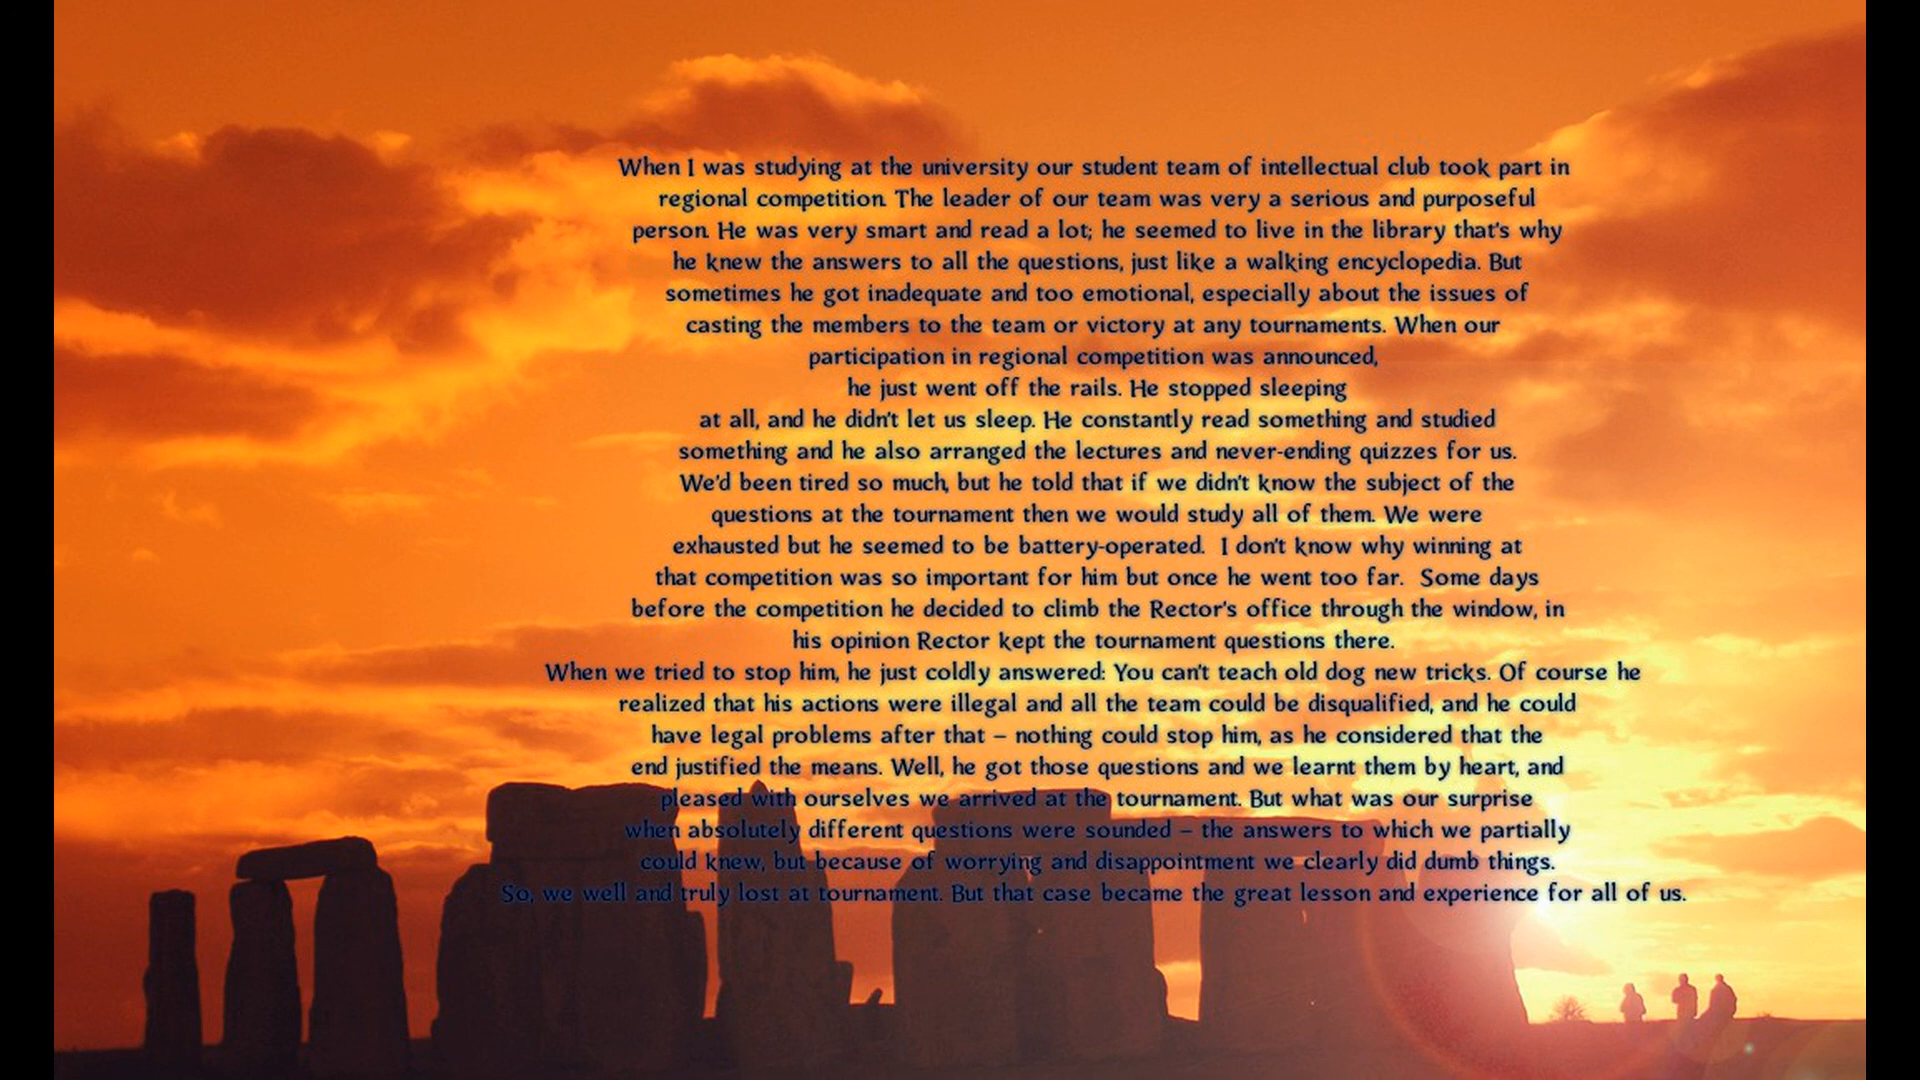 When I was studying at the university our student team of intellectual club took part in
regional competition. The leader of our team was very a serious and purposeful
person. He was very smart and read a lot; he seemed to live in the library that's why
he knew the answers to all the questions, just like a walking encyclopedia. But
sometimes he got inadequate and too emotional, especially about the issues of
casting the members to the team or victory at any tournaments. When our
participation in regional competition was announced,
he just went off the rails. He stopped sleeping
at all, and he didn't let us sleep. He constantly read something and studied
something and he also arranged the lectures and never-ending quizzes for us.
We'd been tired so much, but he told that if we didn't know the subject of the
questions at the tournament then we would study all of them. We were
exhausted but he seemed to be battery-operated.  I don't know why winning at
that competition was so important for him but once he went too far.  Some days
before the competition he decided to climb the Rector's office through the window, in
his opinion Rector kept the tournament questions there.
When we tried to stop him, he just coldly answered: You can't teach old dog new tricks. Of course he
realized that his actions were illegal and all the team could be disqualified, and he could
have legal problems after that – nothing could stop him, as he considered that the
end justified the means. Well, he got those questions and we learnt them by heart, and
pleased with ourselves we arrived at the tournament. But what was our surprise
when absolutely different questions were sounded – the answers to which we partially
could knew, but because of worrying and disappointment we clearly did dumb things.
So, we well and truly lost at tournament. But that case became the great lesson and experience for all of us.